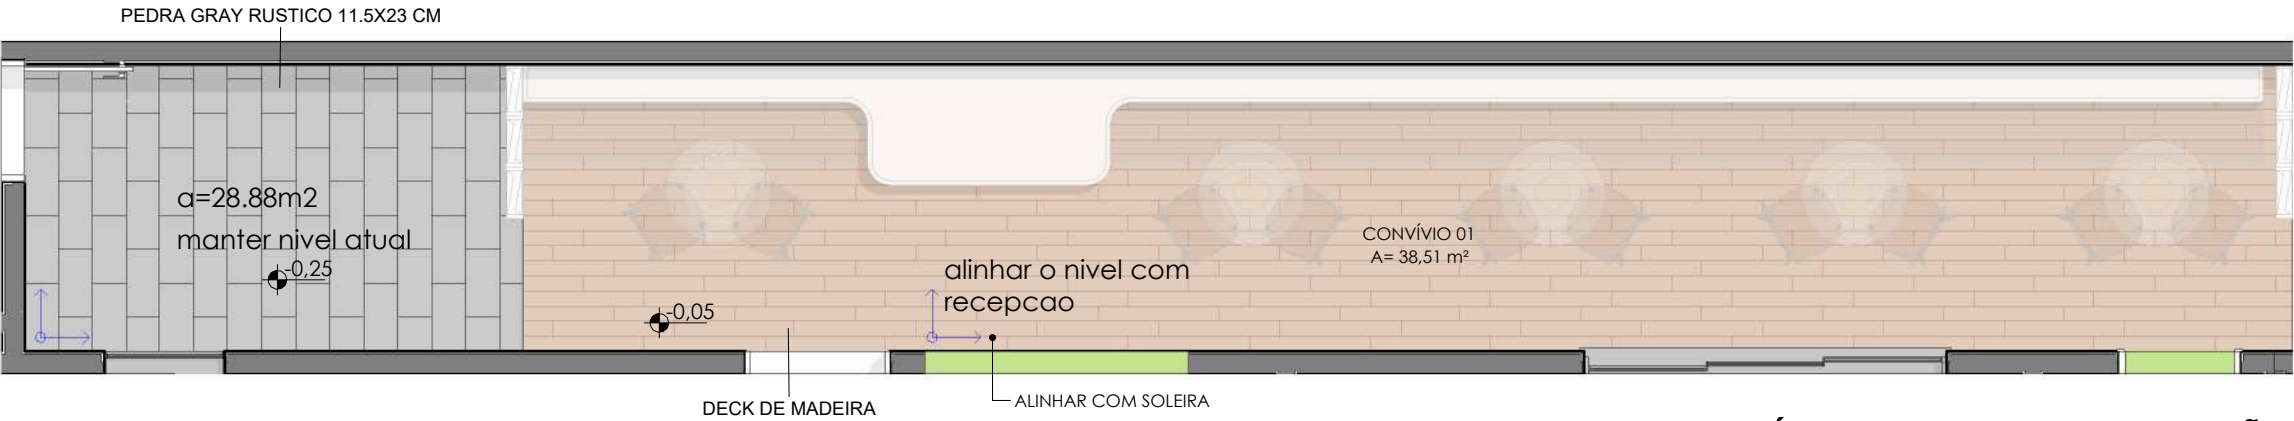 PEDRA GRAY RUSTICO 11.5X23 CM
a=28.88m2
manter nivel atual
-0,25
CONVÍVIO 01
A= 38,51 m²
alinhar o nivel com
recepcao
-0,05
DECK DE MADEIRA
ALINHAR COM SOLEIRA